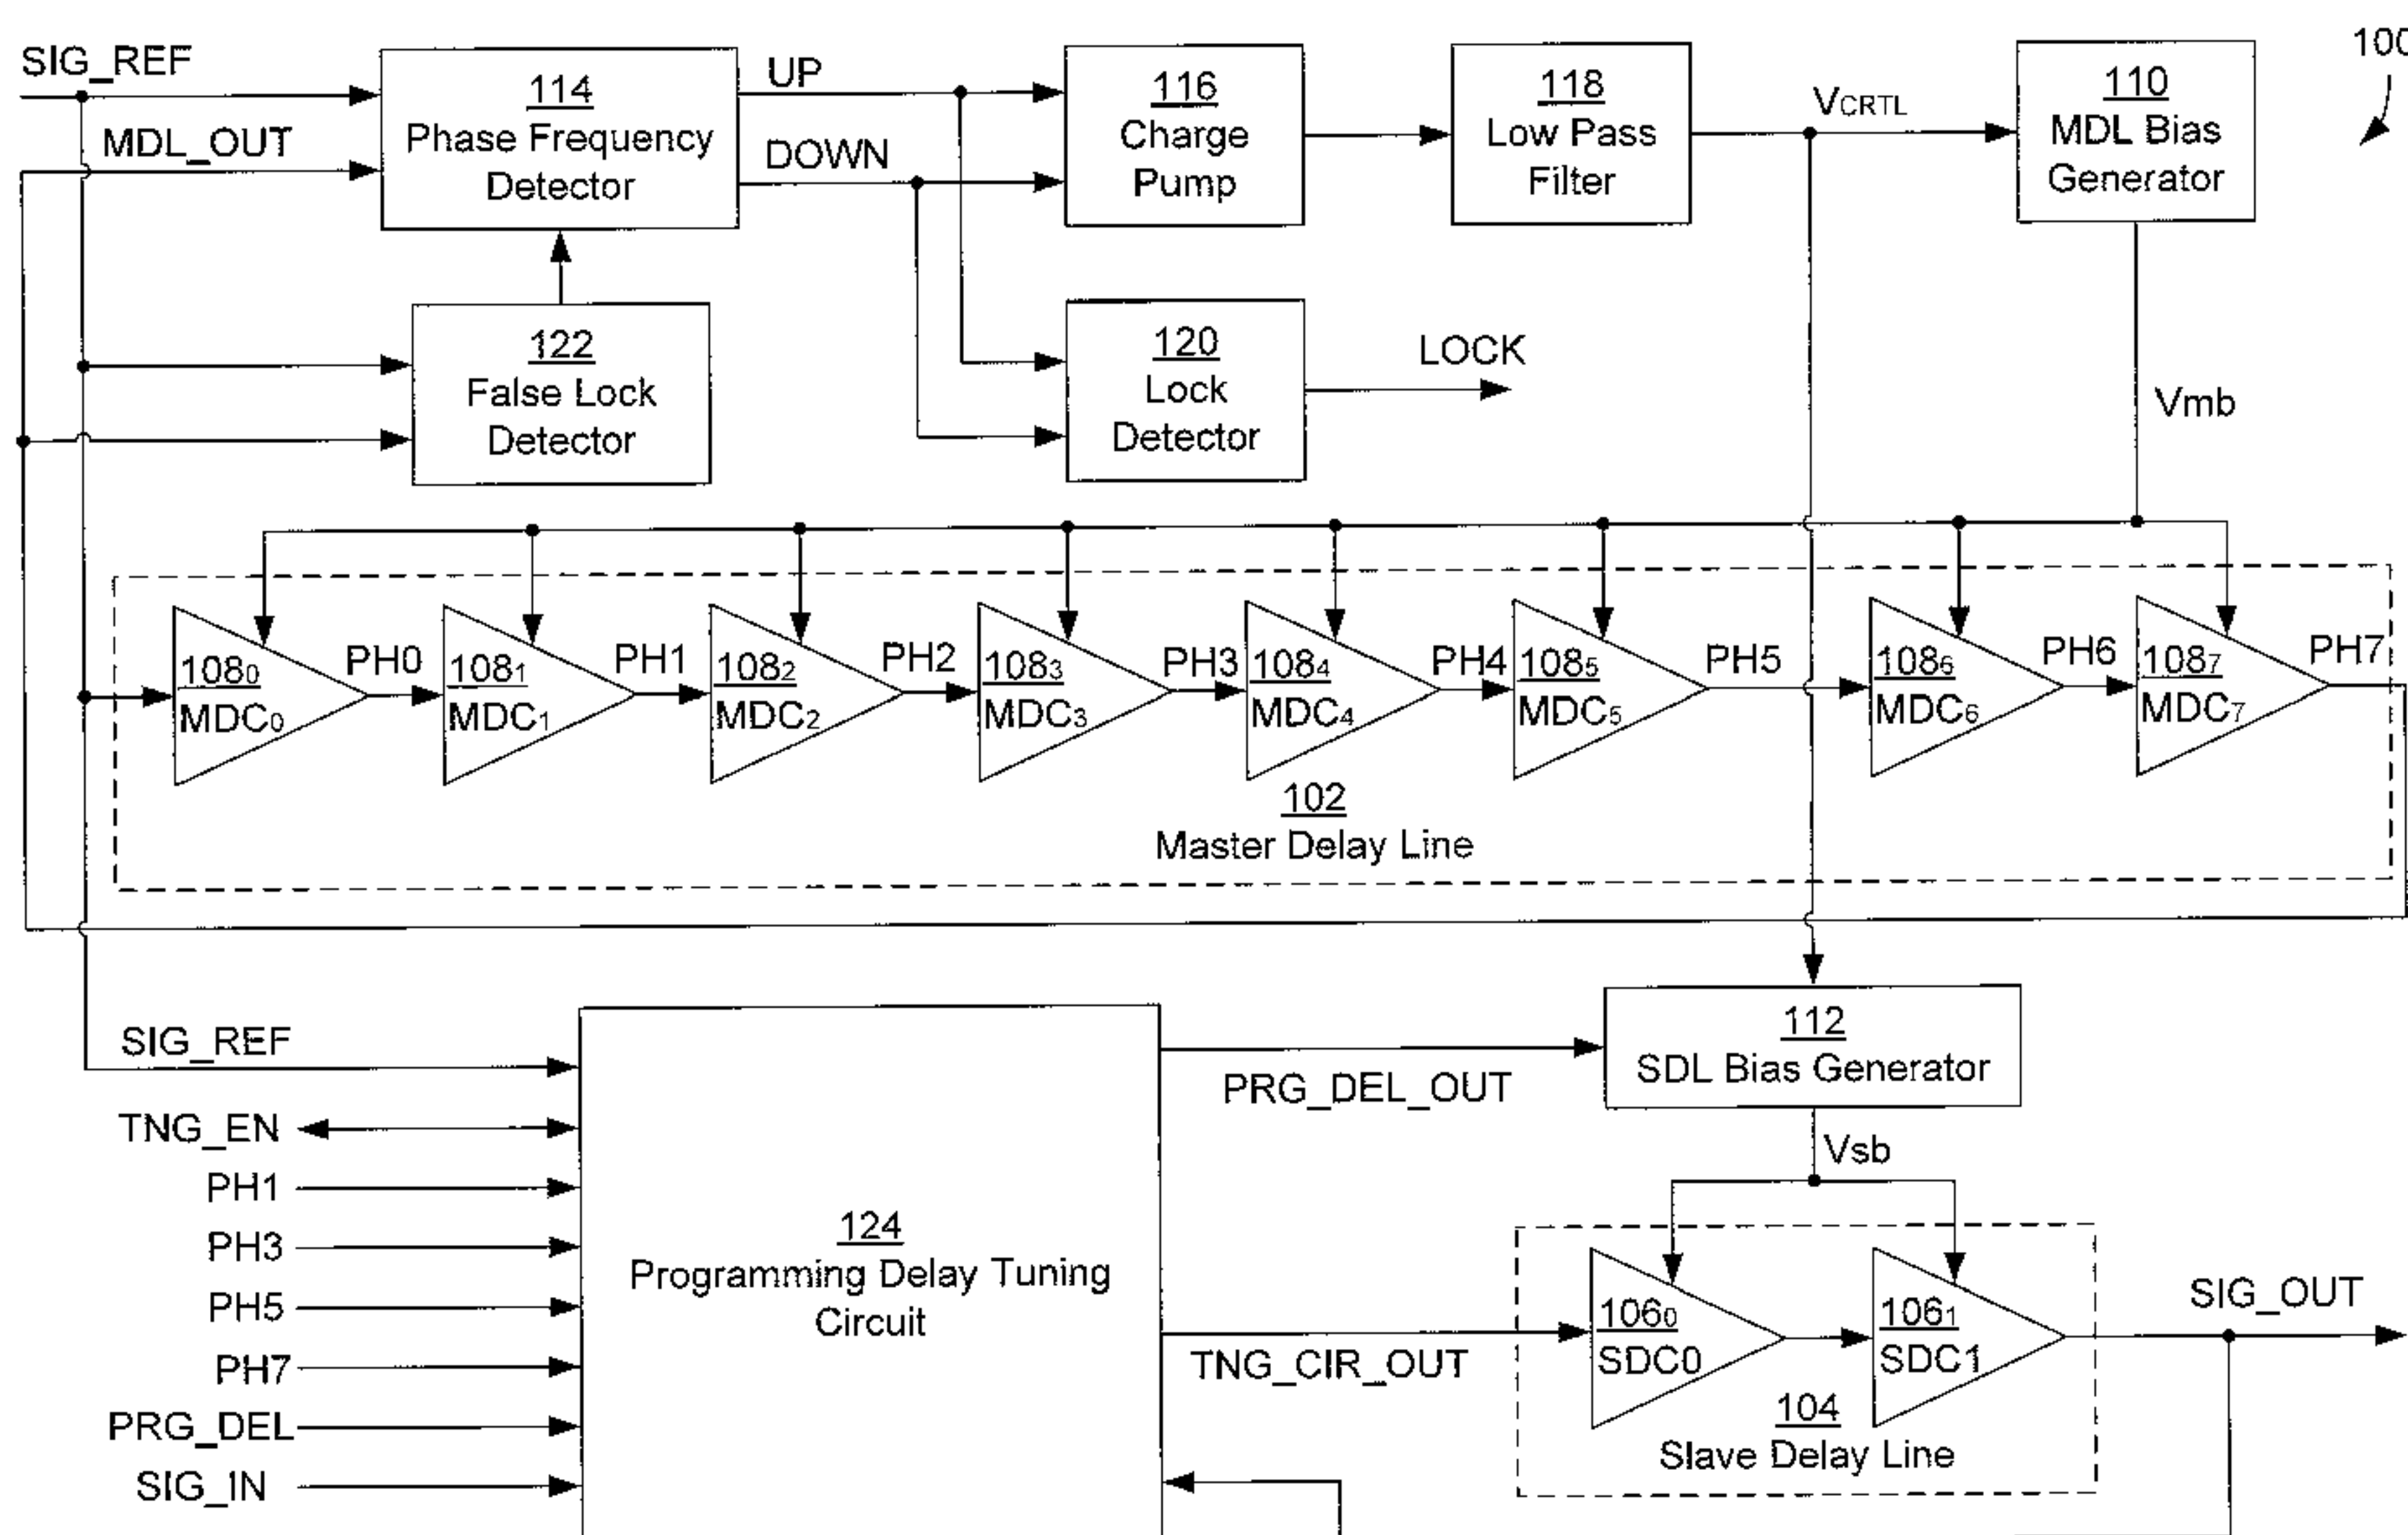 100
SIG_REF
MDL_OUT
114
Phase Frequency
Detector
UP
DOWN
116
Charge
Pump
118
Low Pass
Filter
VCRTL
110
MDL Bias
Generator
122
False Lock
Detector
120
Lock
Detector
LOCK
Vmb
1080
MDC0
PH0
1081
MDC1
PH1
1082
MDC2
PH2
1083
MDC3
PH3
1084
MDC4
PH4
1085
MDC5
PH5
1086
MDC6
PH6
1087
MDC7
PH7
102
Master Delay Line
SIG_REF
TNG_EN
PH1
PH3
PH5
PH7
PRG_DEL
SIG_IN
124
Programming Delay Tuning
Circuit
PRG_DEL_OUT
TNG_CIR_OUT
112
SDL Bias Generator
Vsb
1060
SDC0
1061
SDC1
104
Slave Delay Line
SIG_OUT